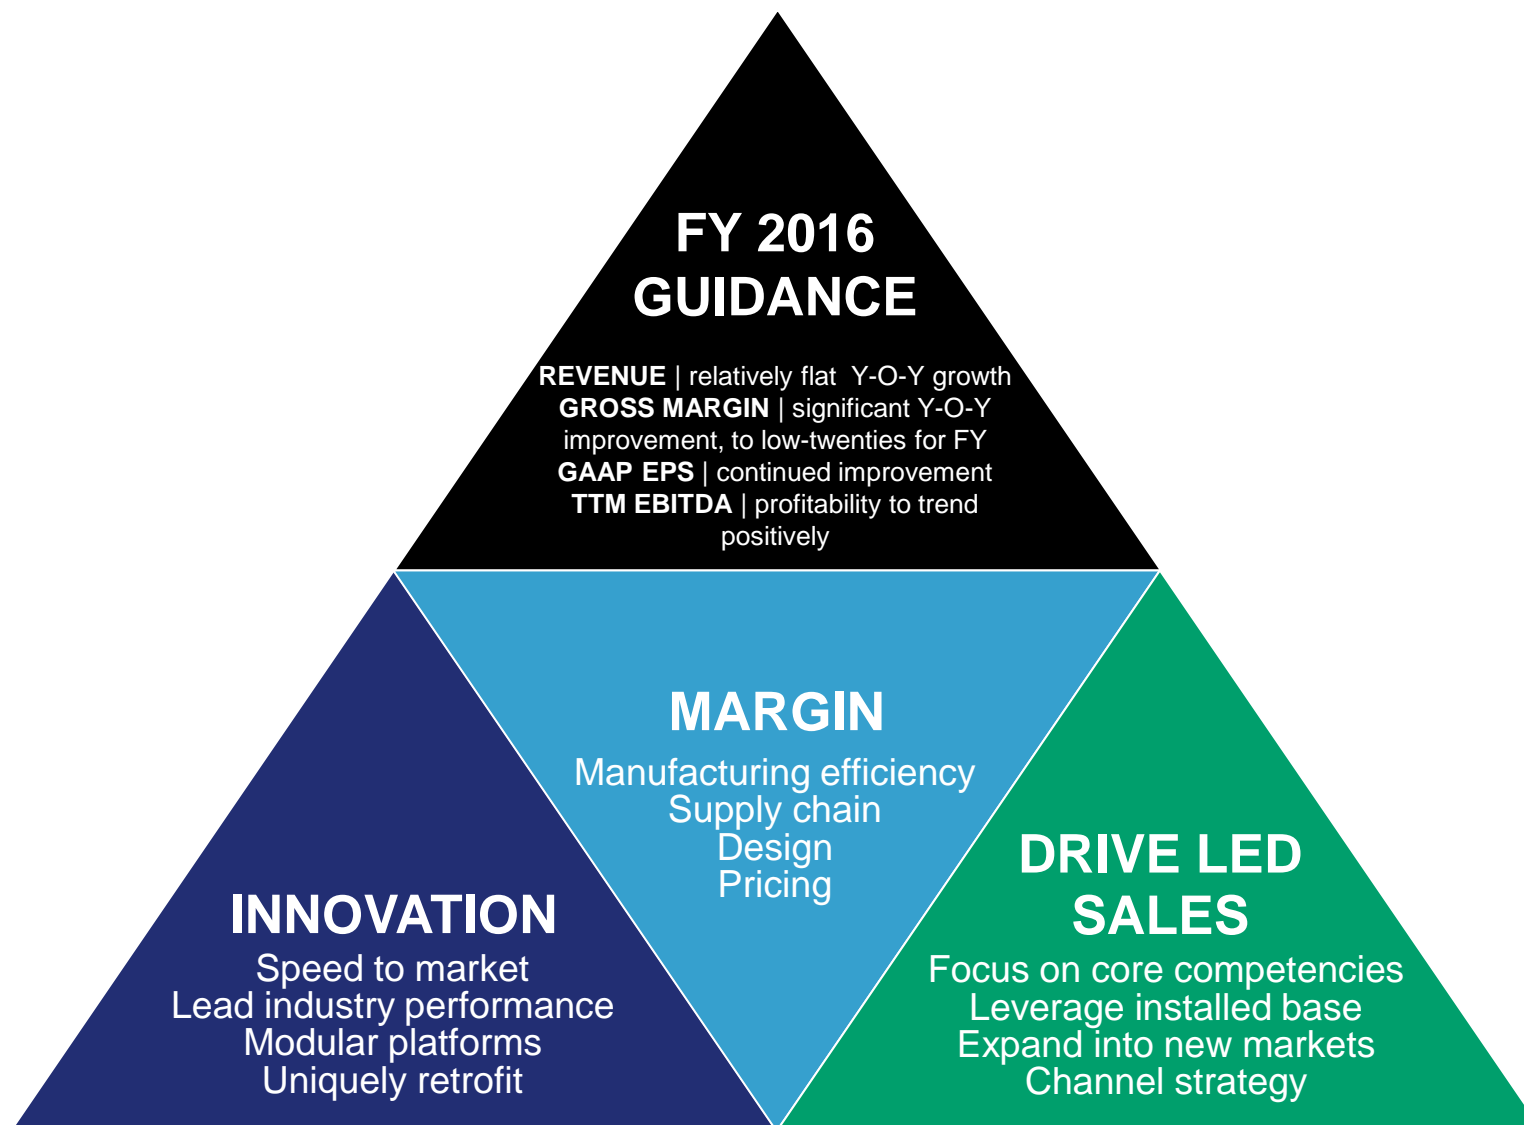 FY 2016
GUIDANCE
REVENUE | relatively flat Y-O-Y growth
GROSS MARGIN | significant Y-O-Y
improvement, to low-twenties for FY
GAAP EPS | continued improvement
TTM EBITDA | profitability to trend
positively
MARGIN
Manufacturing efficiency
Supply chain
Design
Pricing
INNOVATION
Speed to market
Lead industry performance
Modular platforms
Uniquely retrofit
DRIVE LED
SALES
Focus on core competencies
Leverage installed base
Expand into new markets
Channel strategy